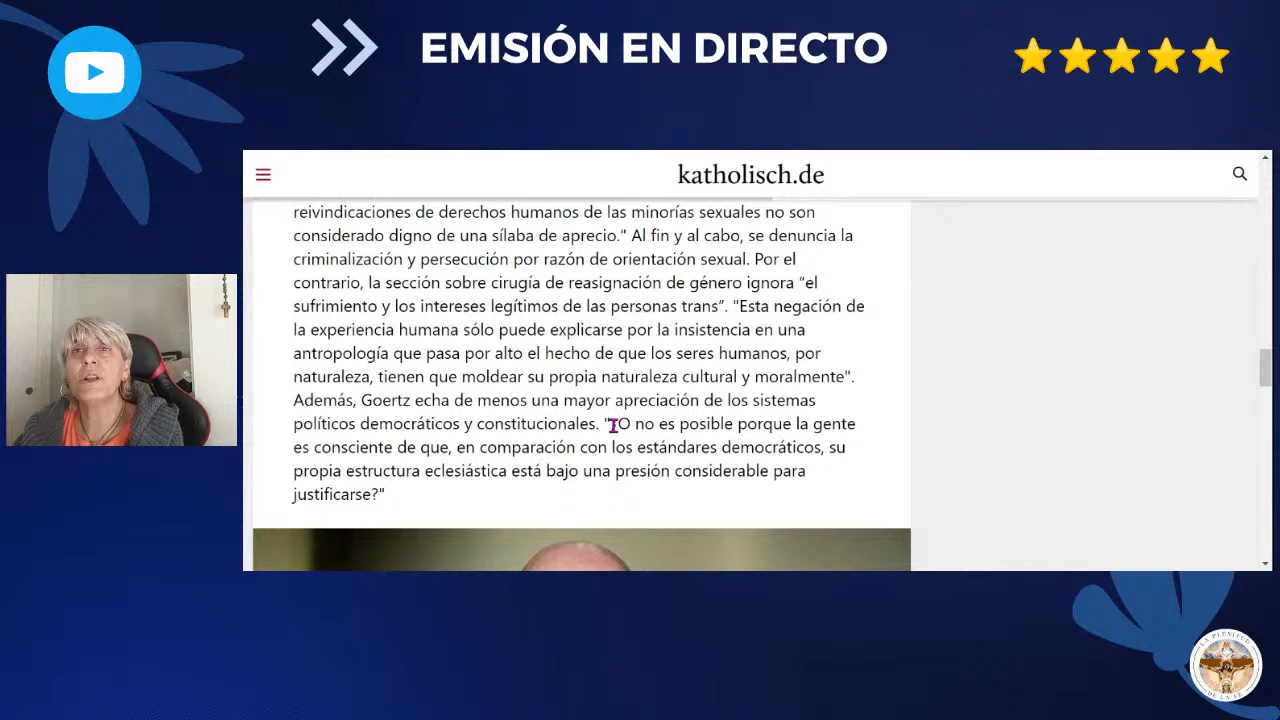 EMISIÓN EN DIRECTO
katholisch.de
reivindicaciones de derechos humanos de las minorías sexuales no son
considerado digno de una sílaba de aprecio." Al fin y al cabo, se denuncia la
criminalización y persecución por razón de orientación sexual. Por el
contrario, la sección sobre cirugía de reasignación de género ignora “el
sufrimiento y los intereses legítimos de las personas trans”. "Esta negación de
la experiencia humana sólo puede explicarse por la insistencia en una
antropología que pasa por alto el hecho de que los seres humanos, por
naturaleza, tienen que moldear su propia naturaleza cultural y moralmente".
Además, Goertz echa de menos una mayor apreciación de los sistemas
políticos democráticos y constitucionales. "¿O no es posible porque la gente
es consciente de que, en comparación con los estándares democráticos, su
propia estructura eclesiástica está bajo una presión considerable para
justificarse?"
LA PLENITUD
DE LA FE